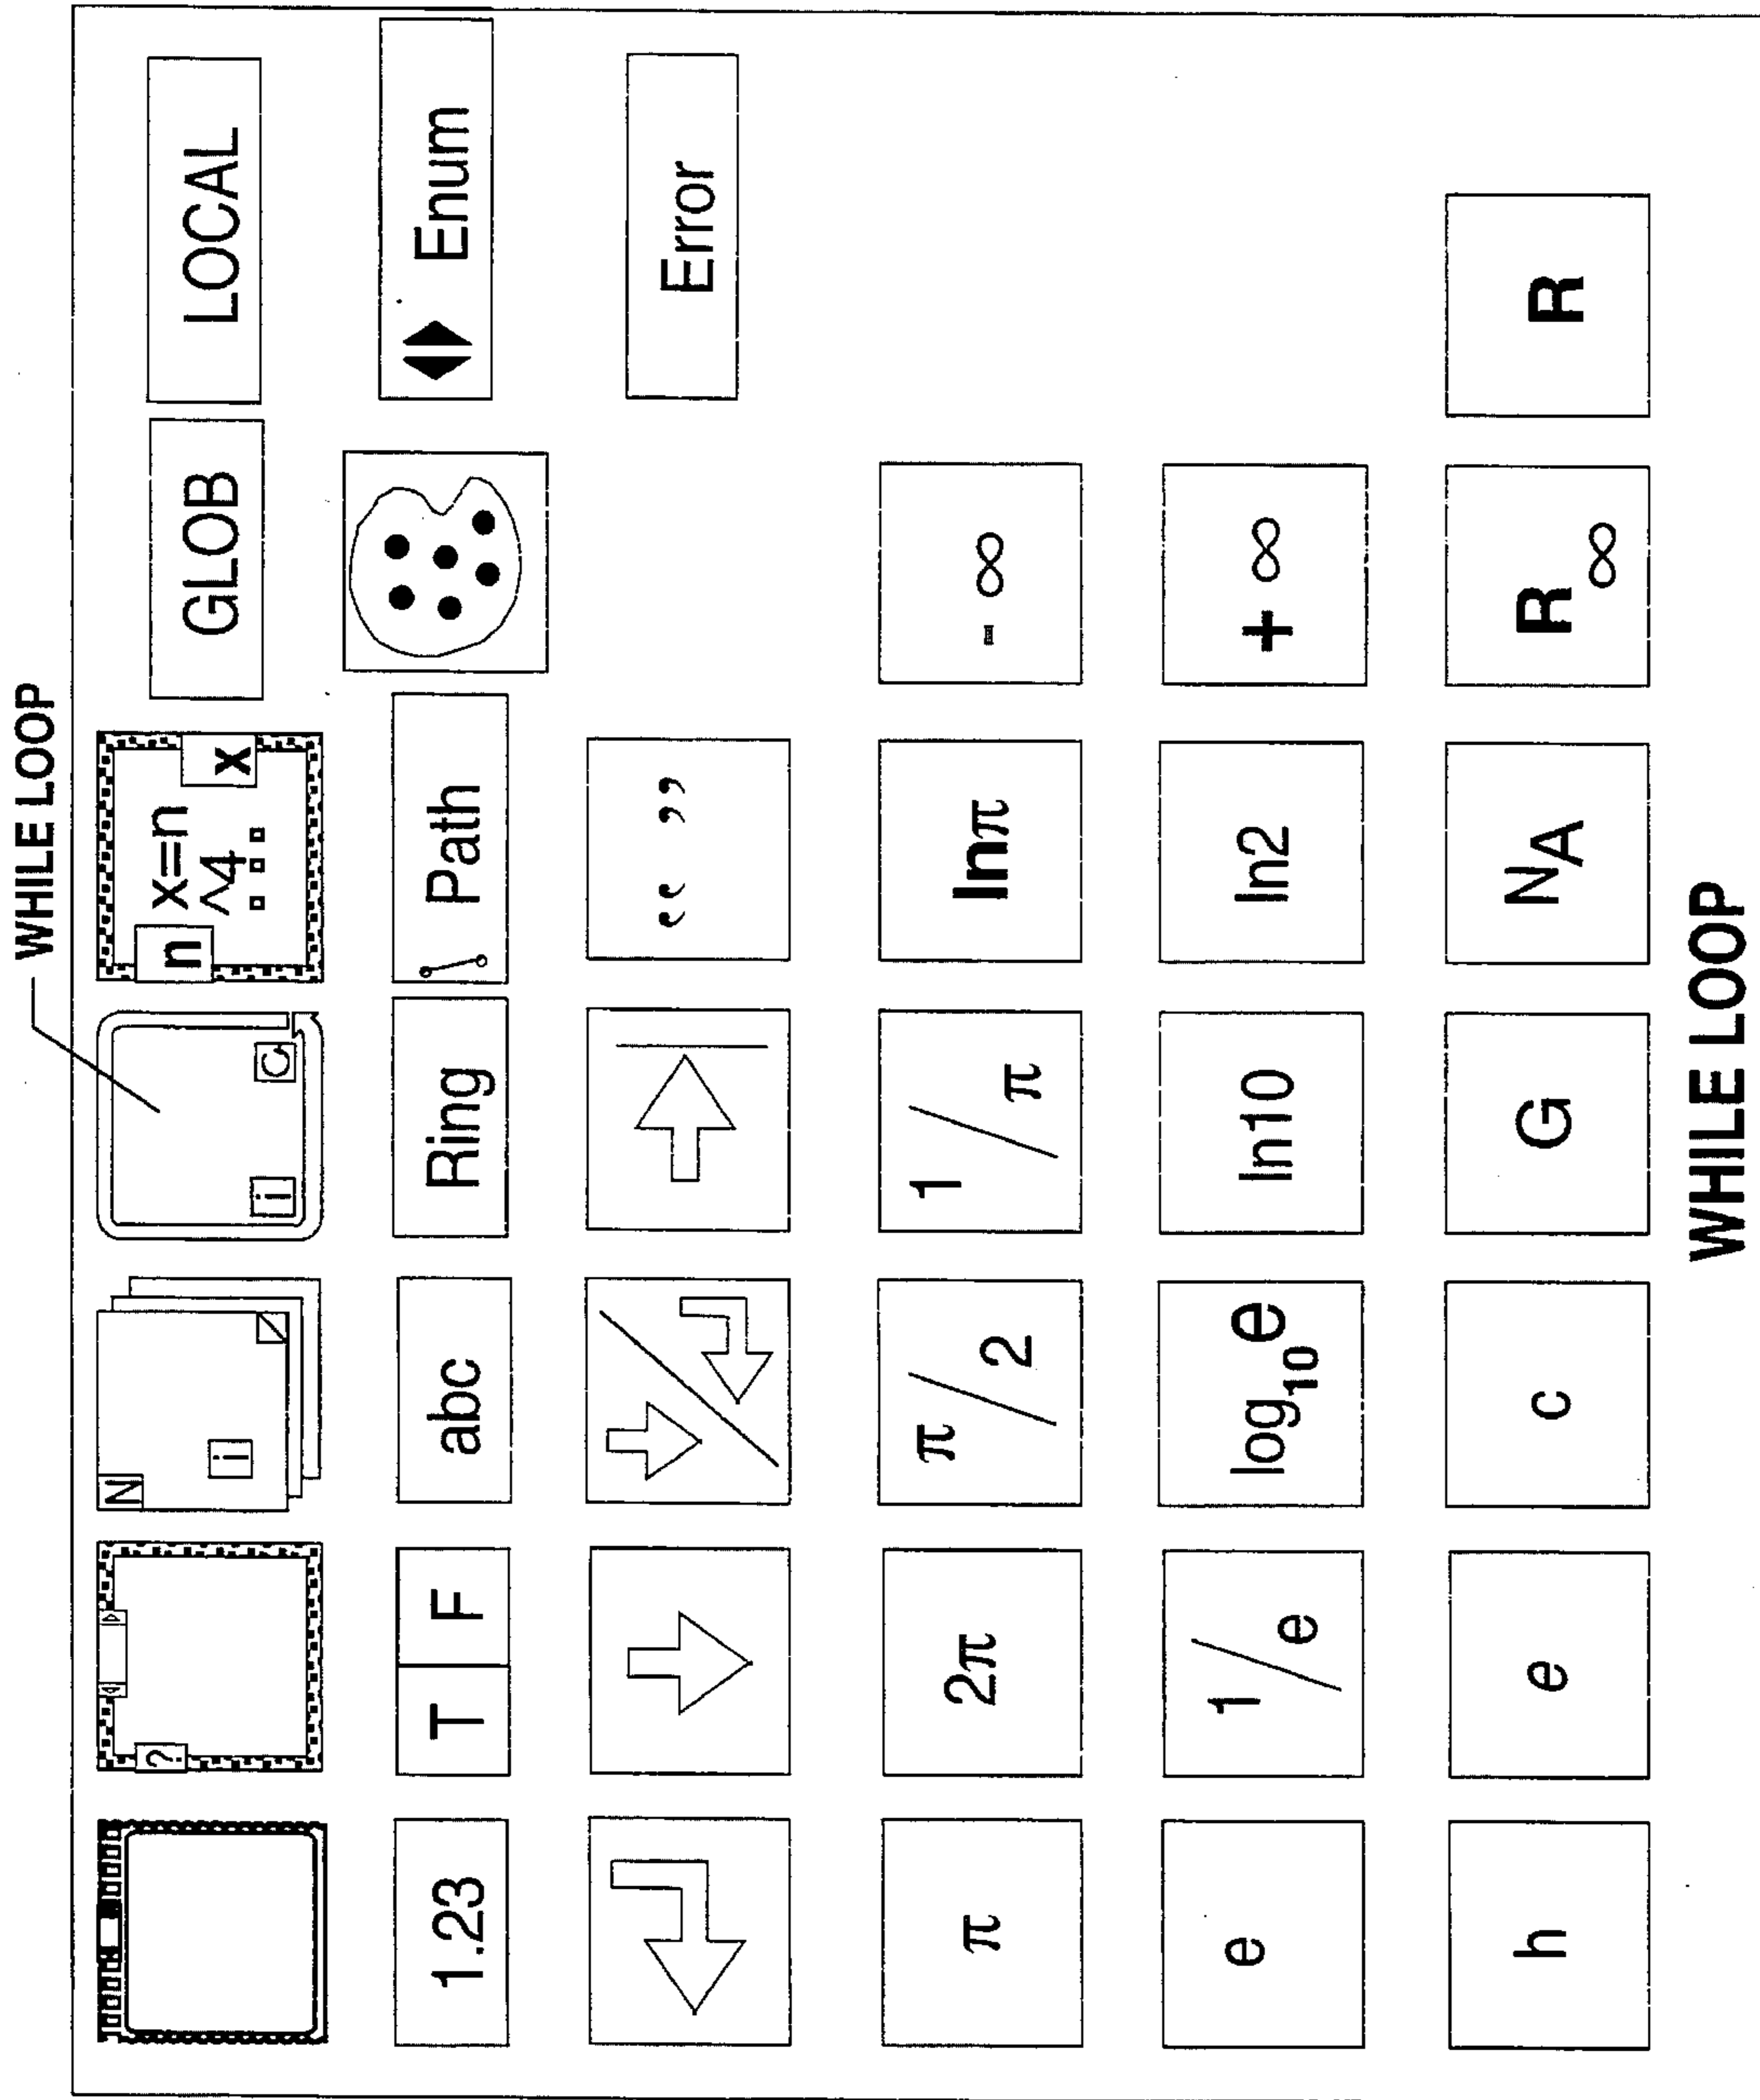 WHILE LOOP
N i i n x=n ^4 x GLOB LOCAL
?
1.23 T F abc Ring Path Enum
“ ” Error
π 2π π/2 1/π lnπ - ∞
e 1/e log₁₀e ln10 ln2 + ∞
h e c G N_A R ∞ R
WHILE LOOP